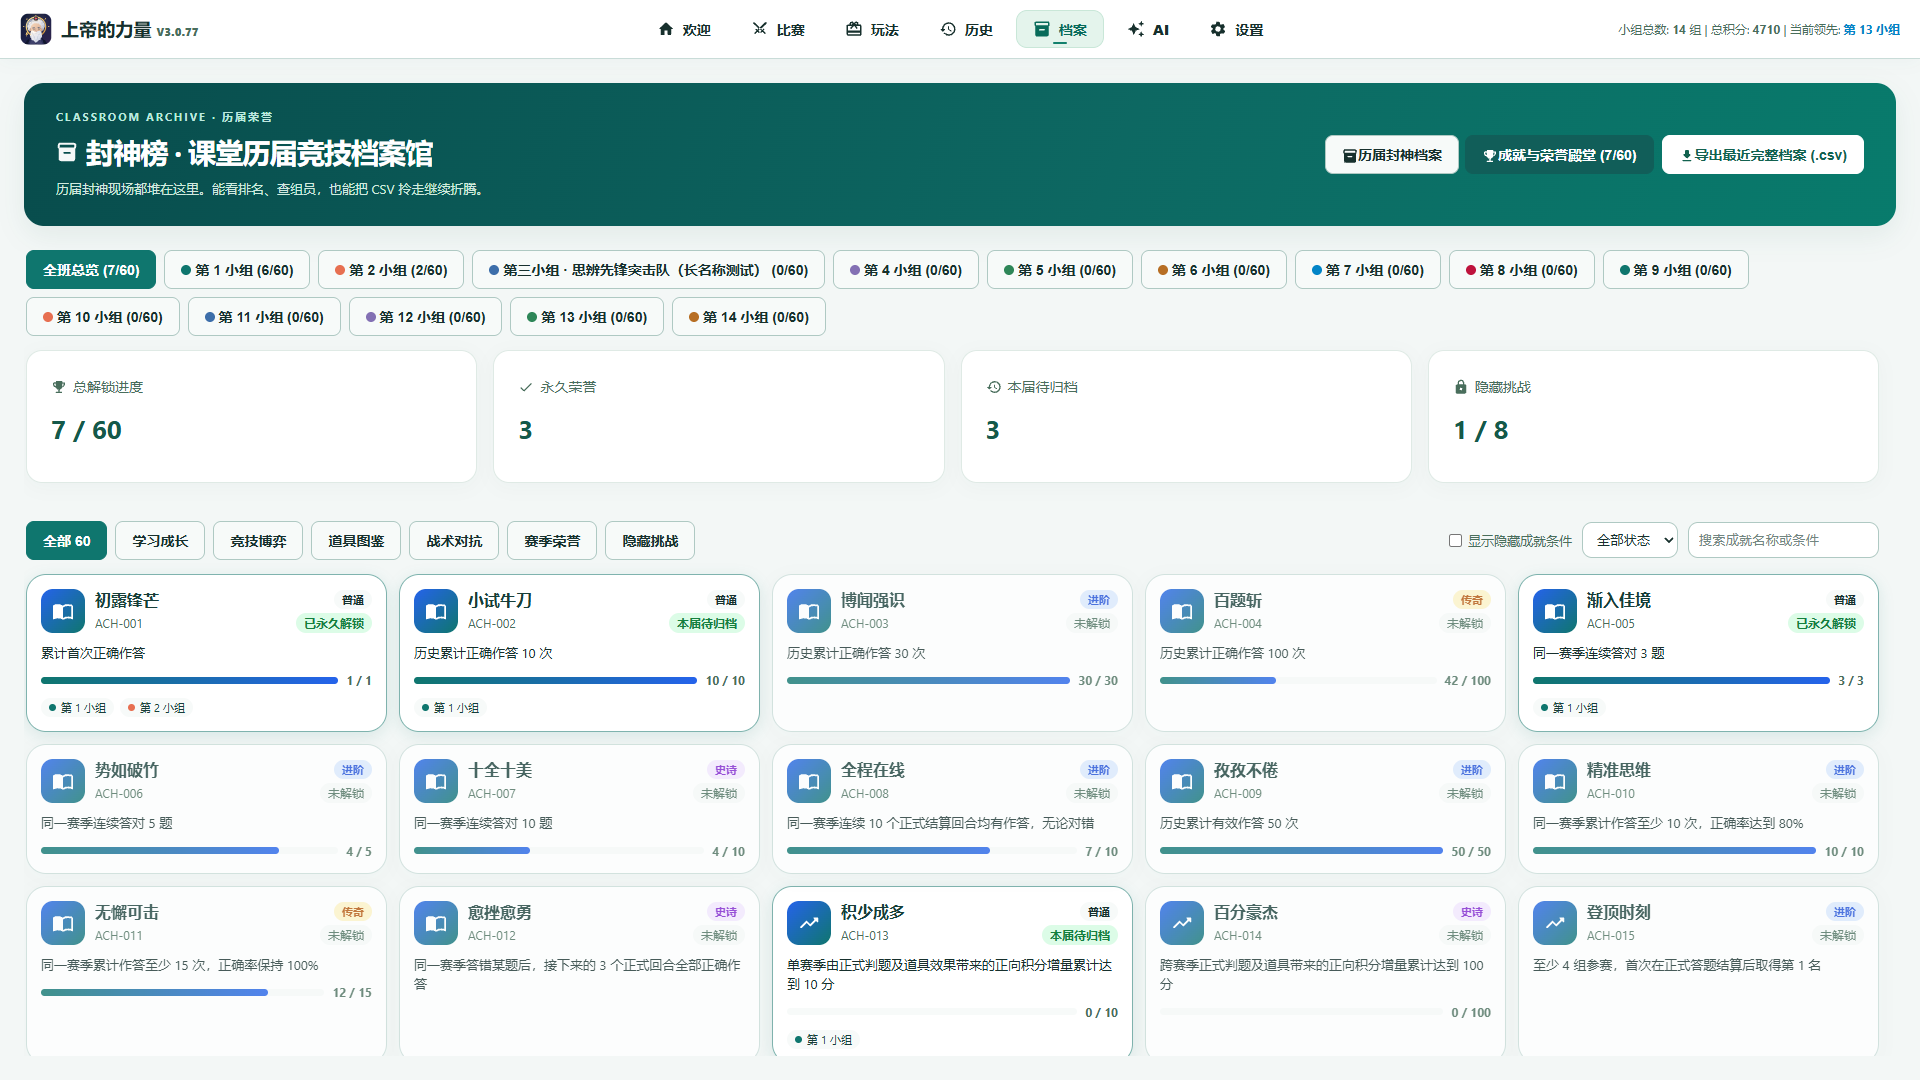 上帝的力量 V3.0.77
欢迎
比赛
玩法
历史
档案
AI
设置
小组总数: 14 组 | 总积分: 4710 | 当前领先: 第 13 小组
CLASSROOM ARCHIVE · 历届荣誉
封神榜 · 课堂历届竞技档案馆
历届封神现场都堆在这里。能看排名、查组员，也能把 CSV 拎走继续折腾。
历届封神档案
成就与荣誉殿堂 (7/60)
导出最近完整档案 (.csv)
全班总览 (7/60)
第 1 小组 (6/60)
第 2 小组 (2/60)
第三小组 · 思辨先锋突击队（长名称测试） (0/60)
第 4 小组 (0/60)
第 5 小组 (0/60)
第 6 小组 (0/60)
第 7 小组 (0/60)
第 8 小组 (0/60)
第 9 小组 (0/60)
第 10 小组 (0/60)
第 11 小组 (0/60)
第 12 小组 (0/60)
第 13 小组 (0/60)
第 14 小组 (0/60)
总解锁进度
7 / 60
永久荣誉
3
本届待归档
3
隐藏挑战
1 / 8
全部 60
学习成长
竞技博弈
道具图鉴
战术对抗
赛季荣誉
隐藏挑战
显示隐藏成就条件
全部状态
搜索成就名称或条件
初露锋芒
普通
ACH-001
已永久解锁
累计首次正确作答
1 / 1
第 1 小组
第 2 小组
小试牛刀
普通
ACH-002
本届待归档
历史累计正确作答 10 次
10 / 10
第 1 小组
博闻强识
进阶
ACH-003
未解锁
历史累计正确作答 30 次
30 / 30
百题斩
传奇
ACH-004
未解锁
历史累计正确作答 100 次
42 / 100
渐入佳境
普通
ACH-005
已永久解锁
同一赛季连续答对 3 题
3 / 3
第 1 小组
势如破竹
进阶
ACH-006
未解锁
同一赛季连续答对 5 题
4 / 5
十全十美
史诗
ACH-007
未解锁
同一赛季连续答对 10 题
4 / 10
全程在线
进阶
ACH-008
未解锁
同一赛季连续 10 个正式结算回合均有作答，无论对错
7 / 10
孜孜不倦
进阶
ACH-009
未解锁
历史累计有效作答 50 次
50 / 50
精准思维
进阶
ACH-010
未解锁
同一赛季累计作答至少 10 次，正确率达到 80%
10 / 10
无懈可击
传奇
ACH-011
未解锁
同一赛季累计作答至少 15 次，正确率保持 100%
12 / 15
愈挫愈勇
史诗
ACH-012
未解锁
同一赛季答错某题后，接下来的 3 个正式回合全部正确作
答
积少成多
普通
ACH-013
本届待归档
单赛季由正式判题及道具效果带来的正向积分增量累计达
到 10 分
0 / 10
第 1 小组
百分豪杰
史诗
ACH-014
未解锁
跨赛季正式判题及道具带来的正向积分增量累计达到 100
分
0 / 100
登顶时刻
进阶
ACH-015
未解锁
至少 4 组参赛，首次在正式答题结算后取得第 1 名